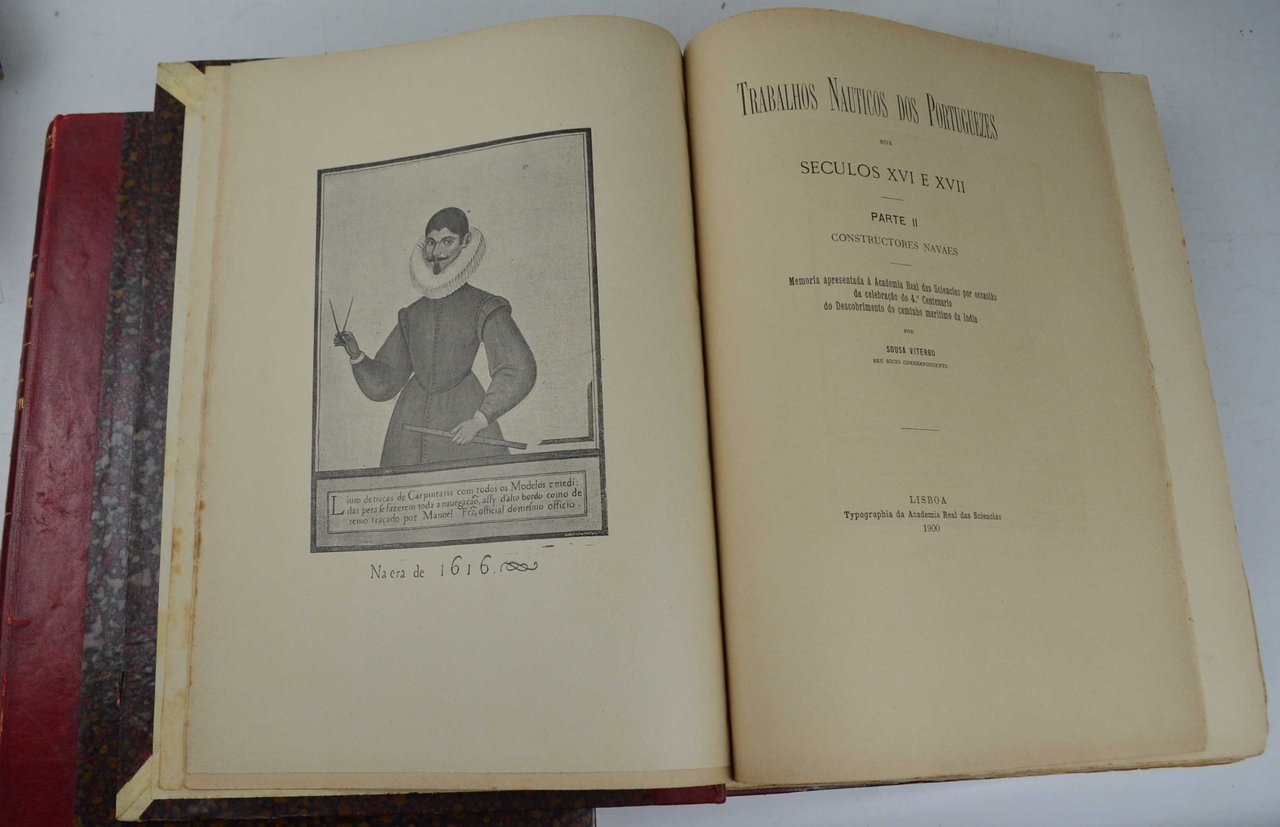 Livro de traças de Carpintaria com todos os Modelos e medi:
das pera se fazerem toda a navegação, assy d'alto bordo como de
remo traçado por Manoel Frz official do mesmo officio.
Na era de 1616.
TRABALHOS NAUTICOS DOS PORTUGUEZES
NOS
SECULOS XVI E XVII
PARTE II
CONSTRUCTORES NAVAES
Memoria apresentada á Academia Real das Sciencias por occasião
da celebração do 4.º Centenario
do Descobrimento do caminho maritimo da India
POR
SOUSA VITERBO
SEU SOCIO CORRESPONDENTE
LISBOA
Typographia da Academia Real das Sciencias
1900